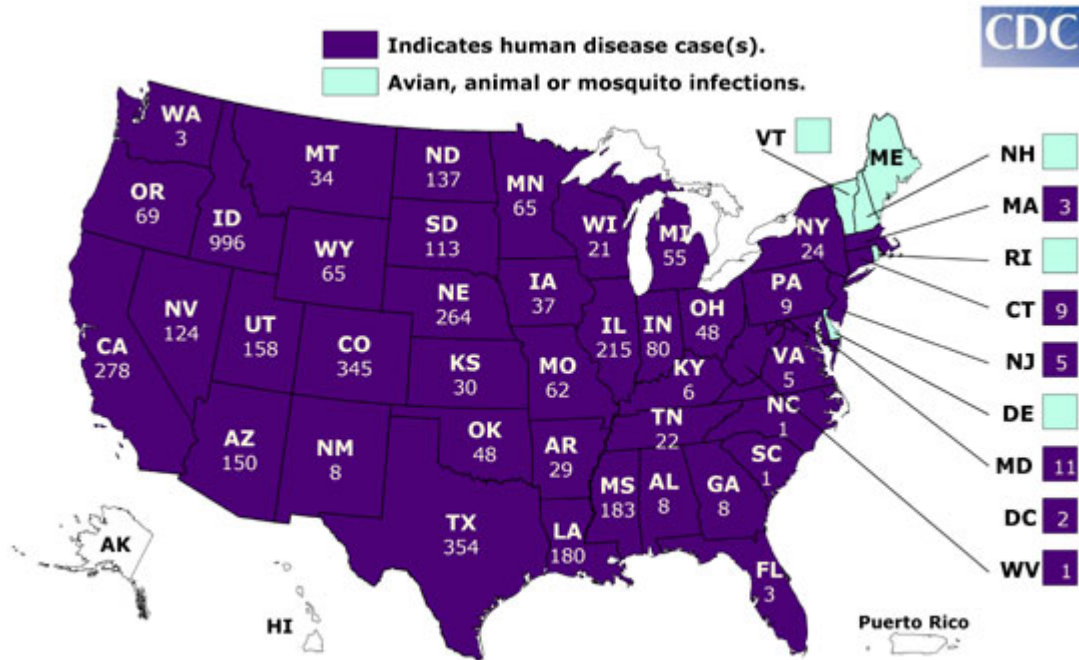 CDC
Indicates human disease case(s).
Avian, animal or mosquito infections.
WA
3
MT
34
ND
137
MN
65
VT
ME
NH
OR
69
ID
996
SD
113
WI
21
MI
55
NY
24
MA 3
WY
65
RI
IA
37
PA
9
NE
264
CT 9
NV
124
UT
158
CO
345
IL
215
IN
80
OH
48
NJ 5
CA
278
KS
30
MO
62
KY
6
VA
5
DE
TN
22
NC
1
AZ
150
NM
8
OK
48
AR
29
SC
1
MD 11
MS
183
AL
8
GA
8
DC 2
TX
354
LA
180
AK
FL
3
WV 1
HI
Puerto Rico